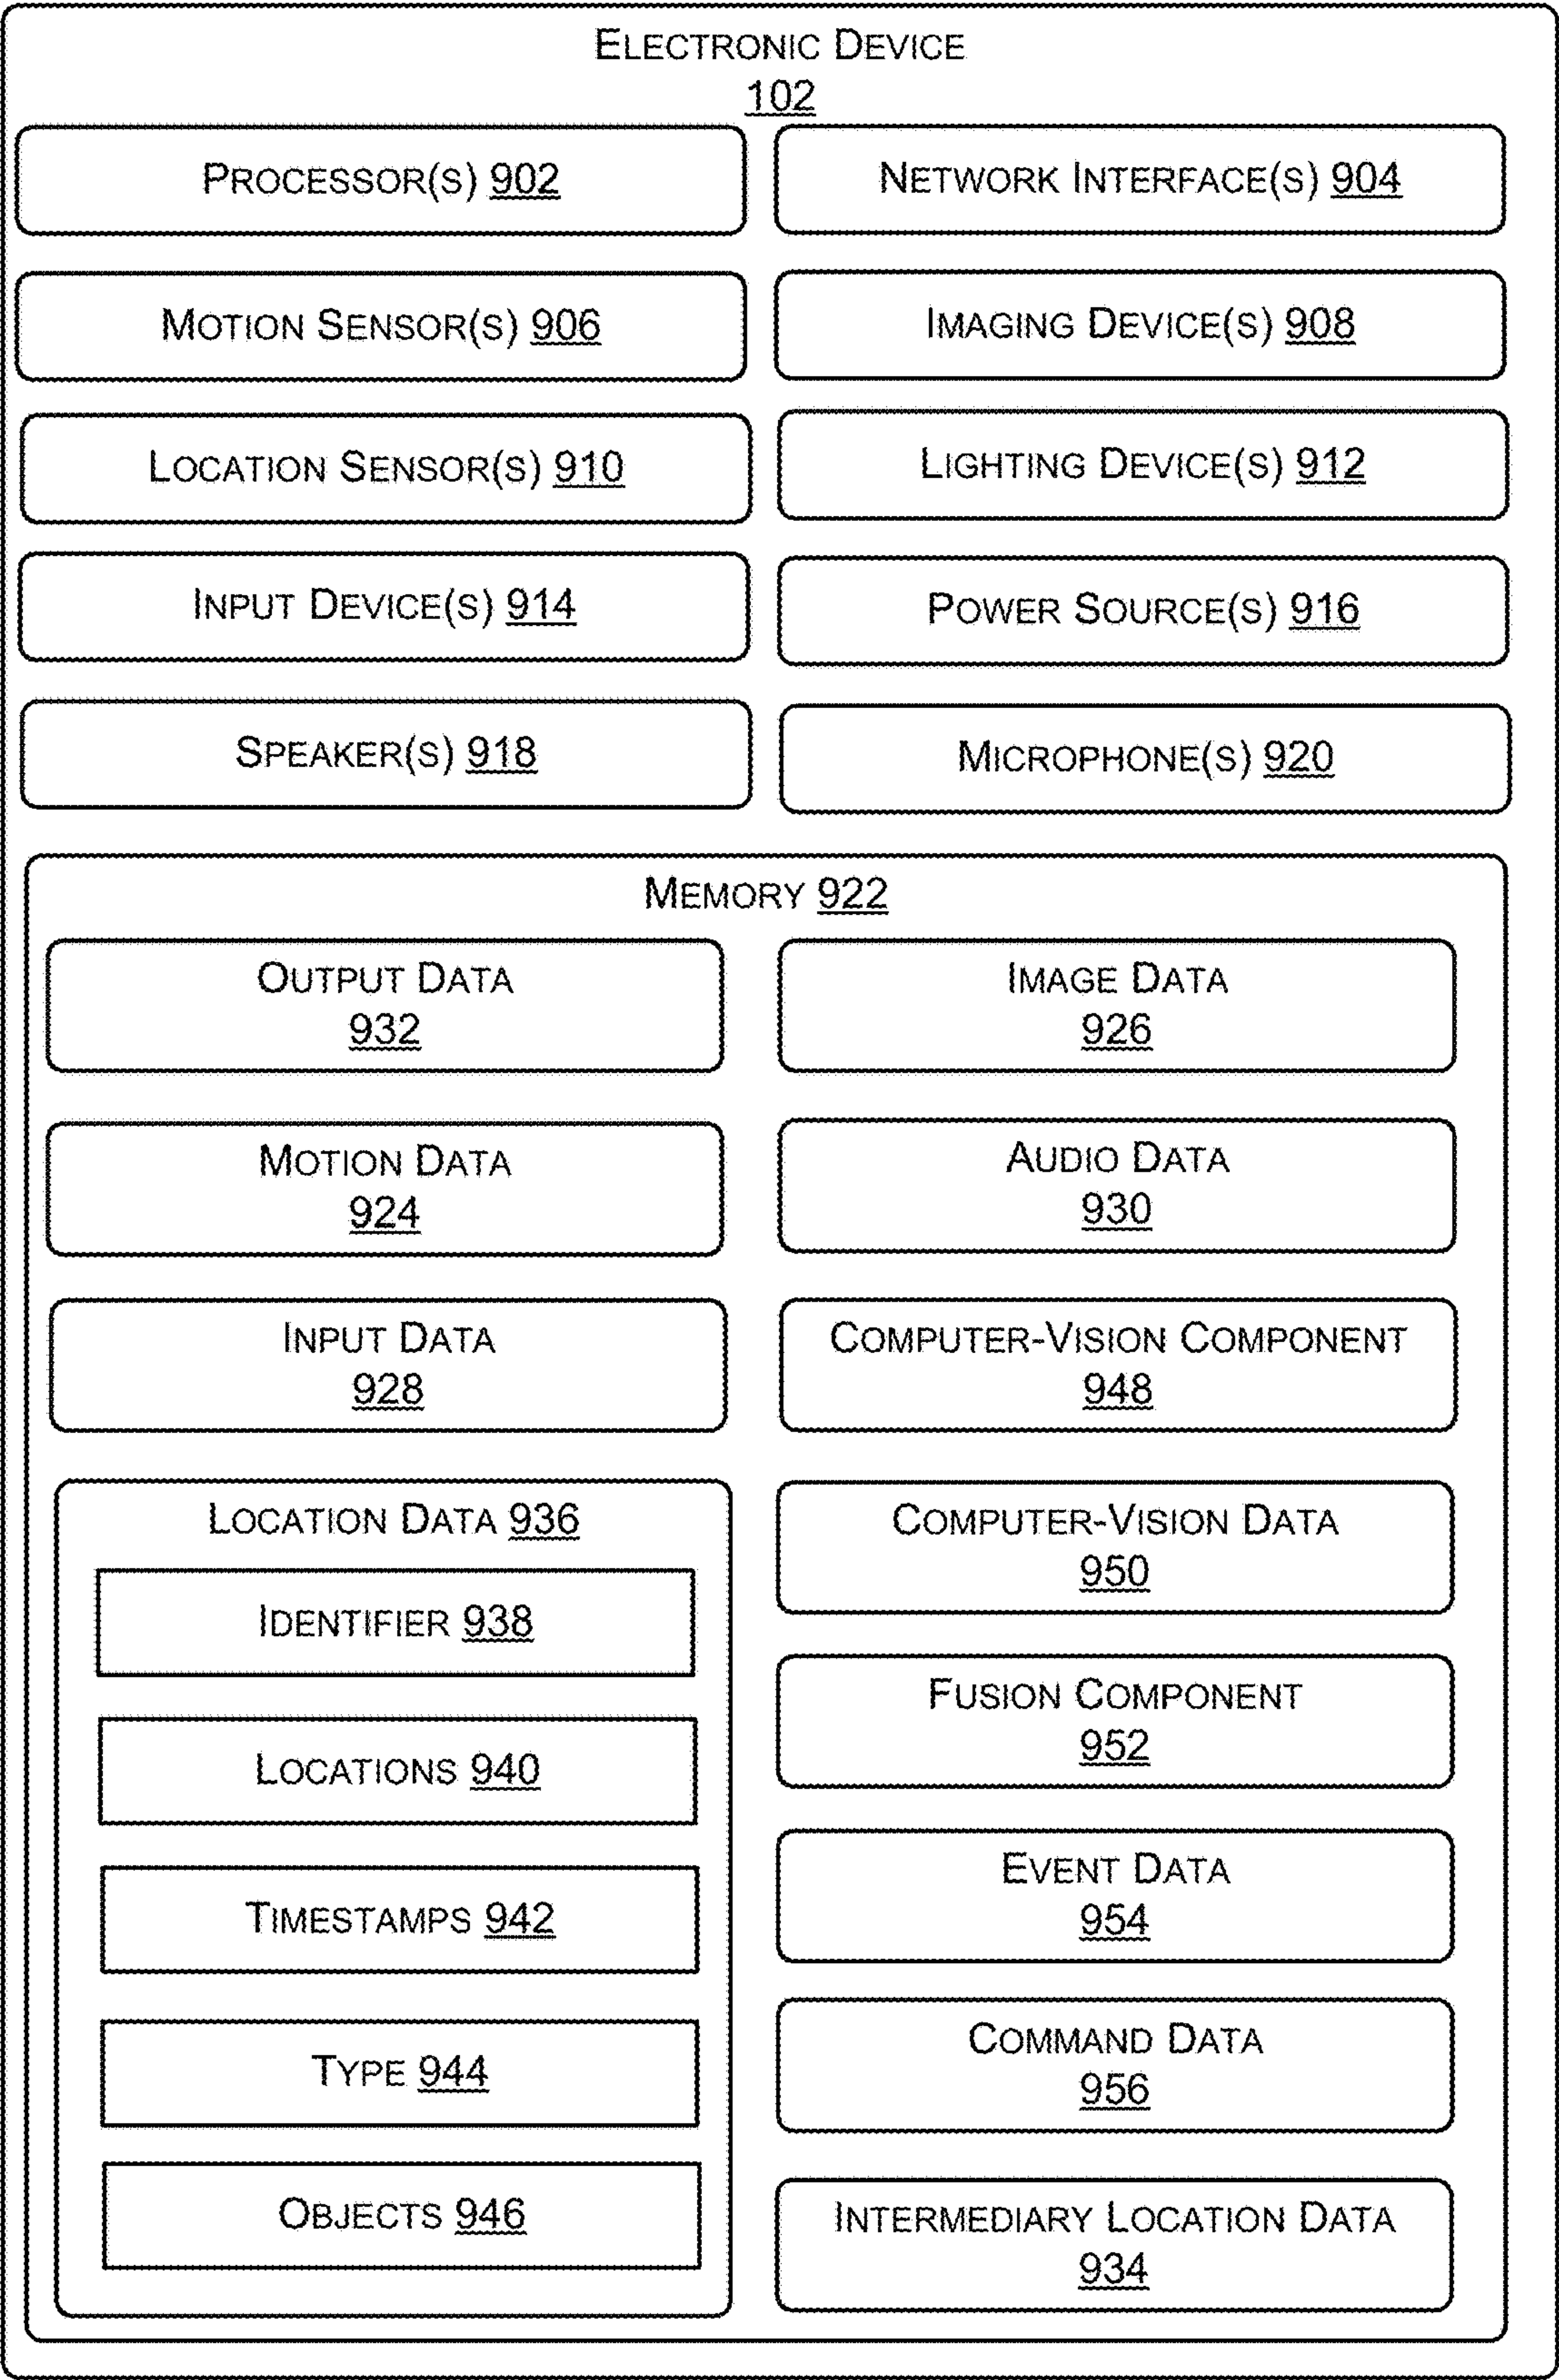 ELECTRONIC DEVICE
102
PROCESSOR(S) 902
NETWORK INTERFACE(S) 904
MOTION SENSOR(S) 906
IMAGING DEVICE(S) 908
LOCATION SENSOR(S) 910
LIGHTING DEVICE(S) 912
INPUT DEVICE(S) 914
POWER SOURCE(S) 916
SPEAKER(S) 918
MICROPHONE(S) 920
MEMORY 922
OUTPUT DATA
932
IMAGE DATA
926
MOTION DATA
924
AUDIO DATA
930
INPUT DATA
928
COMPUTER-VISION COMPONENT
948
LOCATION DATA 936
IDENTIFIER 938
LOCATIONS 940
TIMESTAMPS 942
TYPE 944
OBJECTS 946
COMPUTER-VISION DATA
950
FUSION COMPONENT
952
EVENT DATA
954
COMMAND DATA
956
INTERMEDIARY LOCATION DATA
934